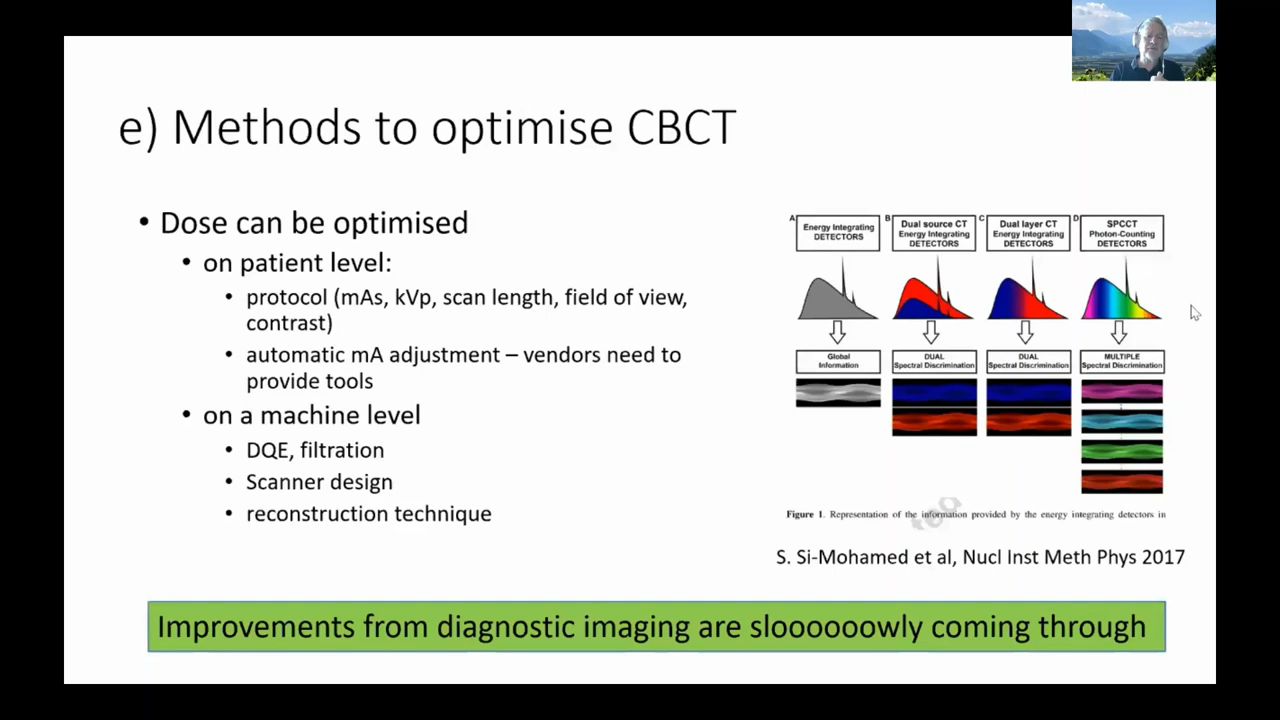 e) Methods to optimise CBCT
• Dose can be optimised
• on patient level:
• protocol (mAs, kVp, scan length, field of view,
contrast)
• automatic mA adjustment – vendors need to
provide tools
• on a machine level
• DQE, filtration
• Scanner design
• reconstruction technique
A
Energy Integrating
DETECTORS
Global
Information
B
Dual source CT
Energy Integrating
DETECTORS
DUAL
Spectral Discrimination
C
Dual layer CT
Energy Integrating
DETECTORS
DUAL
Spectral Discrimination
D
SPCCT
Photon-Counting
DETECTORS
MULTIPLE
Spectral Discrimination
Figure 1. Representation of the information provided by the energy integrating detectors in
S. Si-Mohamed et al, Nucl Inst Meth Phys 2017
Improvements from diagnostic imaging are sloooooowly coming through